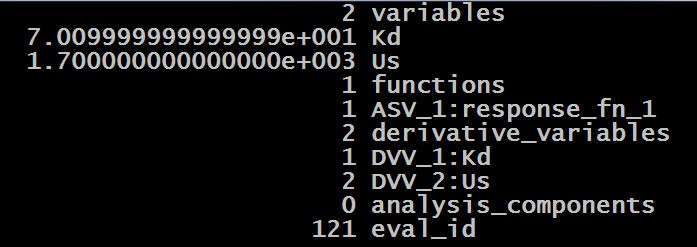 2 variables
7.009999999999999e+001 Kd
1.700000000000000e+003 Us
1 functions
1 ASV_1:response_fn_1
2 derivative_variables
1 DVV_1:Kd
2 DVV_2:Us
0 analysis_components
121 eval_id